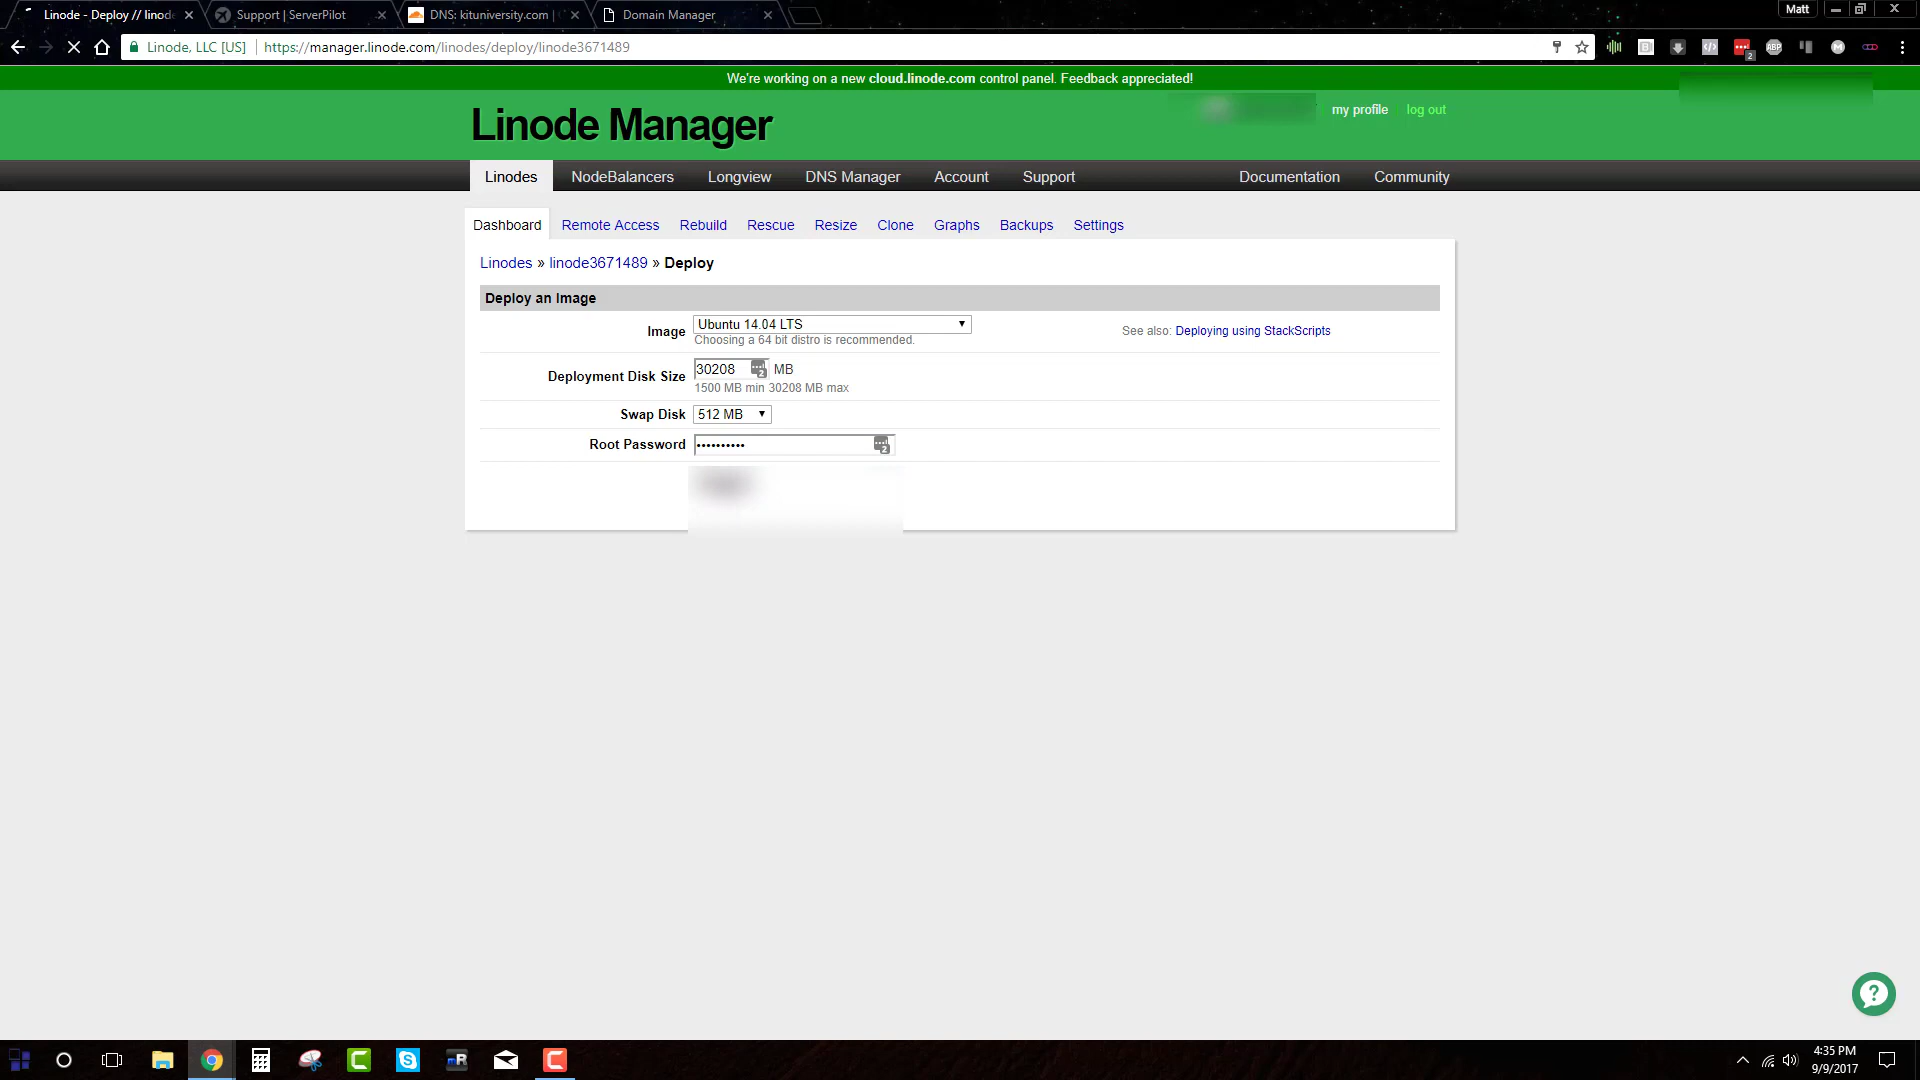 Linode - Deploy // linod
Support | ServerPilot
DNS: kituniversity.com |
Domain Manager
Matt
Linode, LLC [US]
https://manager.linode.com/linodes/deploy/linode3671489
2
ABP
We're working on a new cloud.linode.com control panel. Feedback appreciated!
Linode Manager
my profile
log out
Linodes
NodeBalancers
Longview
DNS Manager
Account
Support
Documentation
Community
Dashboard
Remote Access
Rebuild
Rescue
Resize
Clone
Graphs
Backups
Settings
Linodes » linode3671489 » Deploy
Deploy an Image
Image
Ubuntu 14.04 LTS
Choosing a 64 bit distro is recommended.
See also: Deploying using StackScripts
Deployment Disk Size
30208
2
MB
1500 MB min 30208 MB max
Swap Disk
512 MB
Root Password
••••••••••
2
?
4:35 PM
9/9/2017